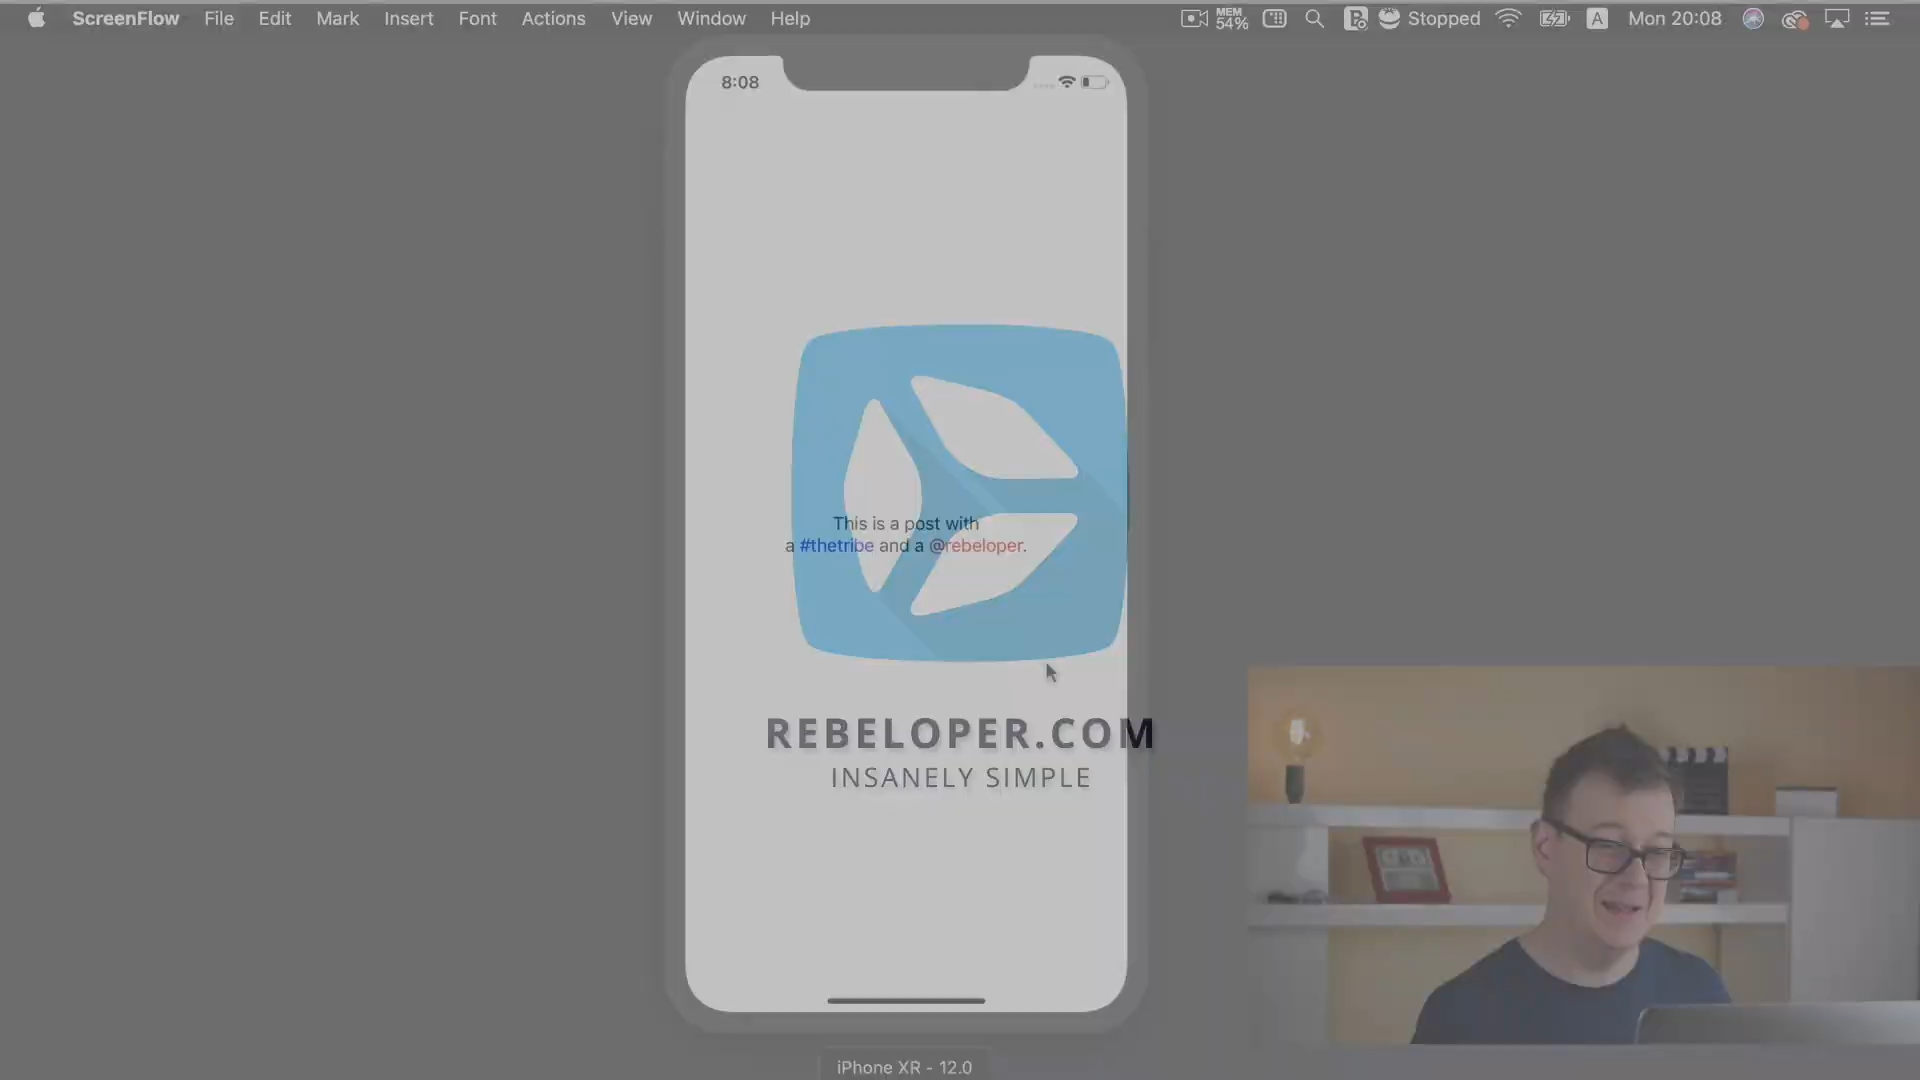 ScreenFlow File Edit Mark Insert Font Actions View Window Help MEM 54% Stopped A Mon 20:08
8:08
This is a post with
a #thetribe and a @rebeloper.
REBELOPER.COM
INSANELY SIMPLE
iPhone XR - 12.0